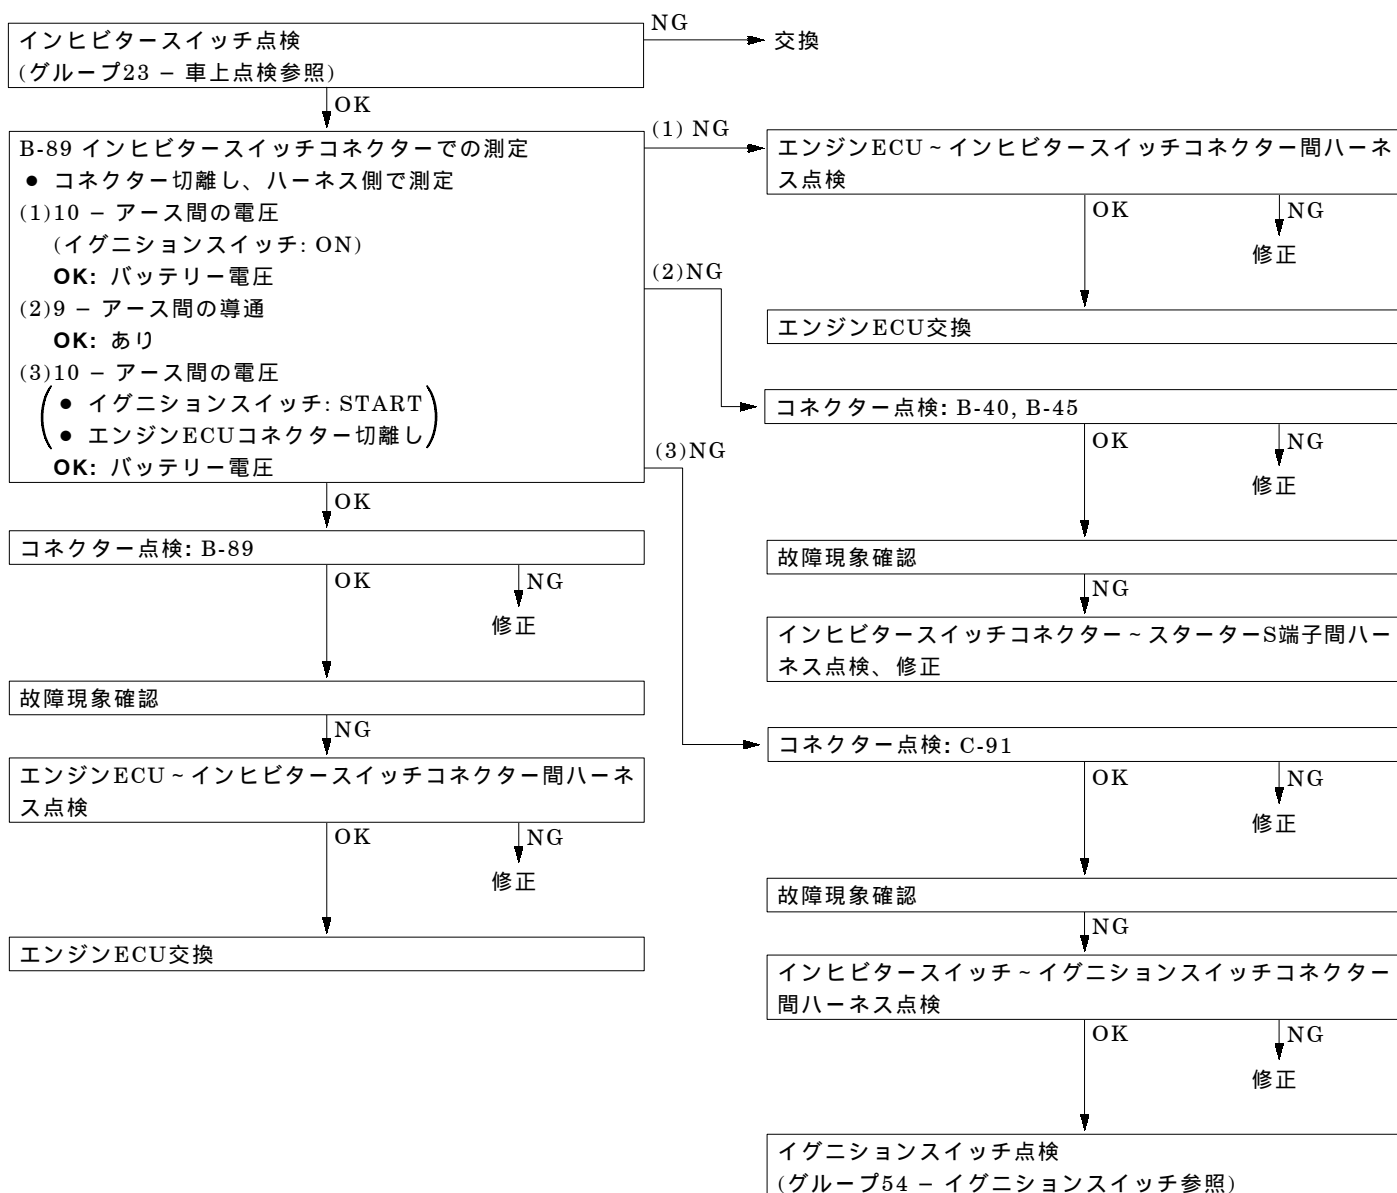 インヒビタースイッチ点検
(グループ23 – 車上点検参照)
NG
交換
OK
B-89 インヒビタースイッチコネクターでの測定
● コネクター切離し、ハーネス側で測定
(1)10 – アース間の電圧
(イグニションスイッチ: ON)
OK: バッテリー電圧
(2)9 – アース間の導通
OK: あり
(3)10 – アース間の電圧
● イグニションスイッチ: START
● エンジンECUコネクター切離し
OK: バッテリー電圧
OK
コネクター点検: B-89
OK
NG
修正
故障現象確認
NG
エンジンECU ~ インヒビタースイッチコネクター間ハーネ
ス点検
OK
NG
修正
エンジンECU交換
(1) NG
エンジンECU ~ インヒビタースイッチコネクター間ハーネ
ス点検
OK
NG
修正
エンジンECU交換
(2)NG
コネクター点検: B-40, B-45
OK
NG
修正
故障現象確認
NG
インヒビタースイッチコネクター ~ スターターS端子間ハー
ネス点検、修正
(3)NG
コネクター点検: C-91
OK
NG
修正
故障現象確認
NG
インヒビタースイッチ ~ イグニションスイッチコネクター
間ハーネス点検
OK
NG
修正
イグニションスイッチ点検
(グループ54 – イグニションスイッチ参照)